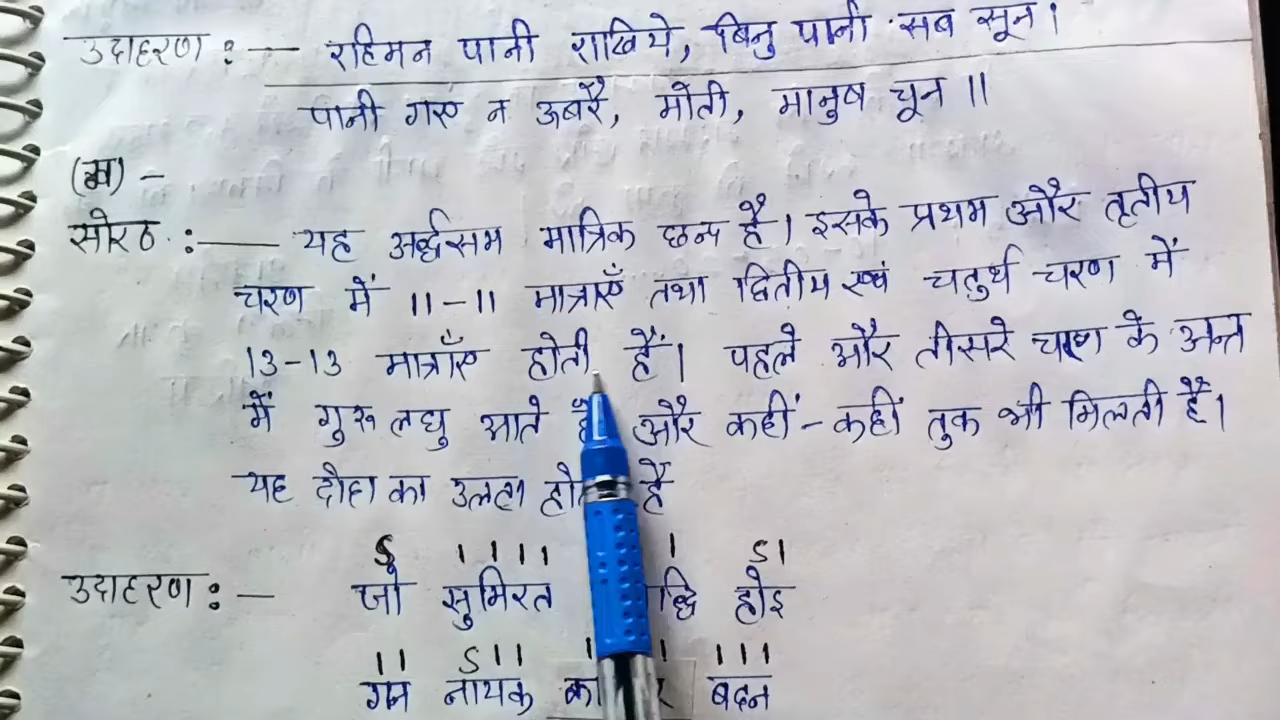 उदाहरण :— रहिमन पानी राखिये, बिनु पानी सब सून।
पानी गए न ऊबरै, मोती, मानुष चून॥
(ख) -
सोरठ :— यह अर्द्धसम मात्रिक छन्द है। इसके प्रथम और तृतीय
चरण में 11-11 मात्राएँ तथा द्वितीय एवं चतुर्थ चरण में
13-13 मात्राएँ होती हैं। पहले और तीसरे चरण के अन्त
में गुरू लघु आते हैं और कहीं-कहीं तुक भी मिलती है।
यह दोहा का उलटा है
S I I I I I S I
उदाहरण :— जो सुमिरत होइ
I I S I I I I I I I
गन नायक बदन